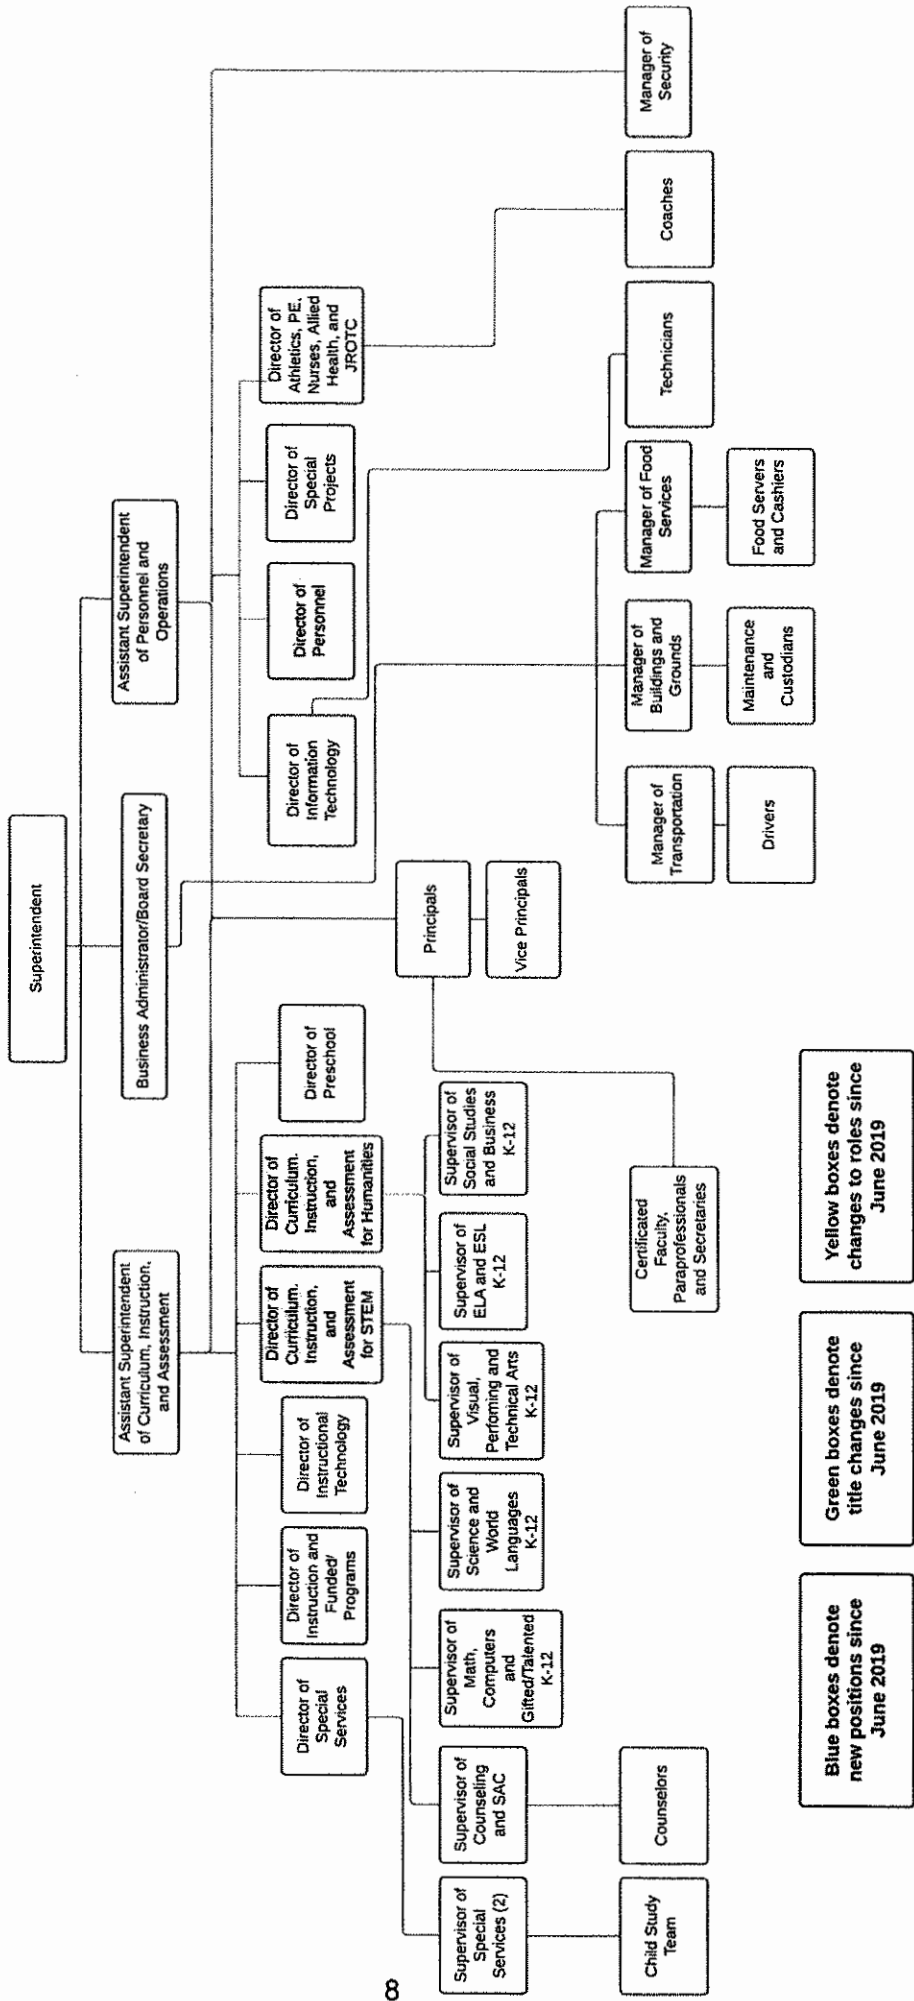 Superintendent
Assistant Superintendent
of Curriculum, Instruction,
and Assessment
Business Administrator/Board Secretary
Assistant Superintendent
of Personnel and
Operations
Director of
Special
Services
Director of
Instruction and
Funded/
Programs
Director of
Instructional
Technology
Director of
Curriculum.
Instruction,
and
Assessment
for STEM
Director of
Curriculum.
Instruction,
and
Assessment
for Humanities
Director of
Preschool
Director of
Information
Technology
Director of
Personnel
Director of
Special
Projects
Director of
Athletics, PE.
Nurses, Allied
Health, and
JROTC
Principals
Vice Principals
Supervisor of
Special
Services (2)
Supervisor of
Counseling
and SAC
Supervisor of
Math,
Computers
and
Gifted/Talented
K-12
Supervisor of
Science and
World
Languages
K-12
Supervisor of
Visual,
Perfoming and
Technical Arts
K-12
Supervisor of
ELA and ESL
K-12
Supervisor of
Social Studies
and Business
K-12
Child Study
Team
Counselors
Certificated
Faculty,
Paraprofessionals
and Secretaries
Manager of
Transportation
Manager of
Buildings and
Grounds
Manager of Food
Services
Technicians
Coaches
Manager of
Security
Drivers
Maintenance
and
Custodians
Food Servers
and Cashiers
Blue boxes denote
new positions since
June 2019
Green boxes denote
title changes since
June 2019
Yellow boxes denote
changes to roles since
June 2019
8